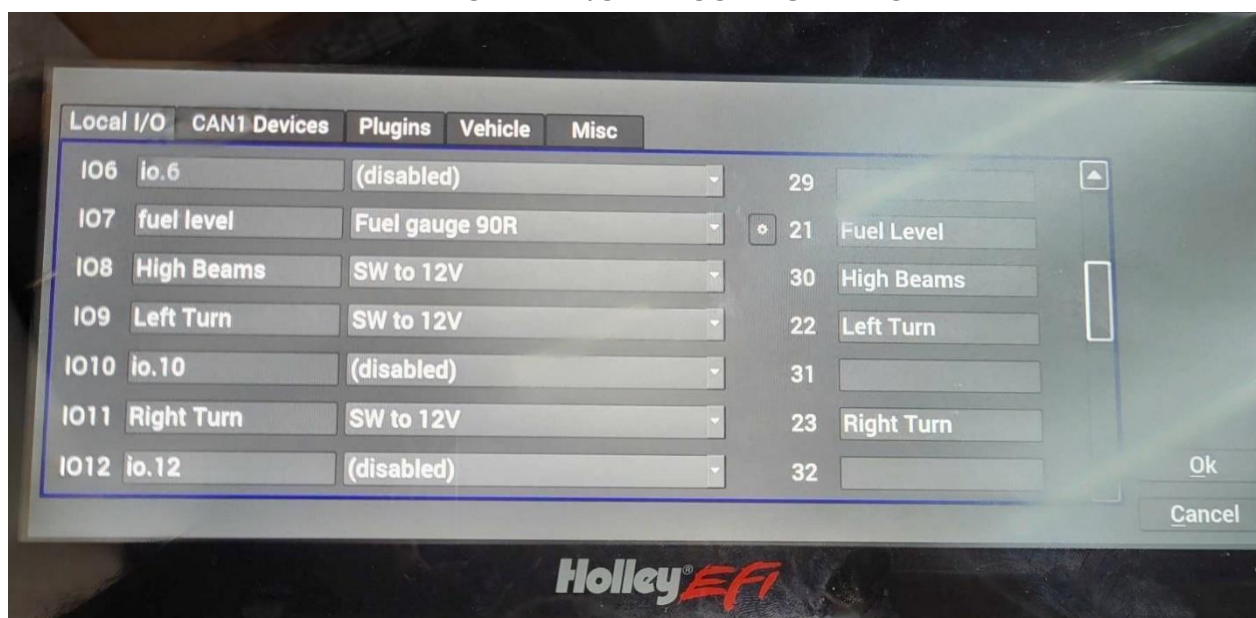 Local I/O CAN1 Devices Plugins Vehicle Misc
IO6 io.6 (disabled) 29
IO7 fuel level Fuel gauge 90R 21 Fuel Level
IO8 High Beams SW to 12V 30 High Beams
IO9 Left Turn SW to 12V 22 Left Turn
IO10 io.10 (disabled) 31
IO11 Right Turn SW to 12V 23 Right Turn
IO12 io.12 (disabled) 32
Ok
Cancel
Holley® EFI